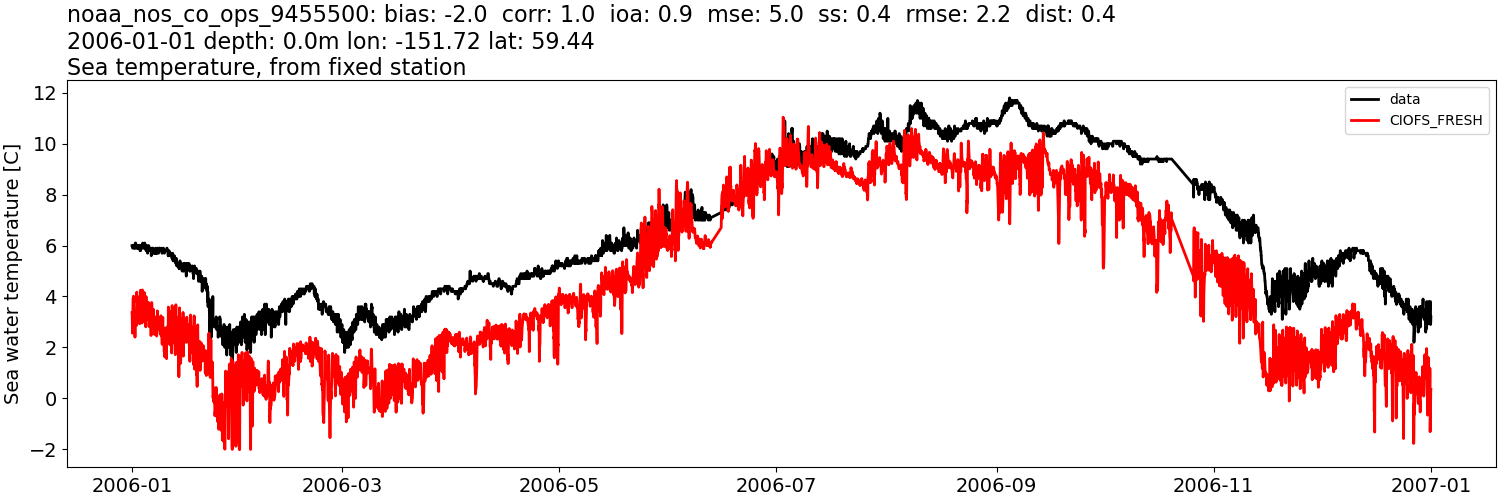 noaa_nos_co_ops_9455500: bias: -2.0  corr: 1.0  ioa: 0.9  mse: 5.0  ss: 0.4  rmse: 2.2  dist: 0.4
2006-01-01 depth: 0.0m lon: -151.72 lat: 59.44
Sea temperature, from fixed station
Sea water temperature [C]
12
10
8
6
4
2
0
−2
data
CIOFS_FRESH
2006-01
2006-03
2006-05
2006-07
2006-09
2006-11
2007-01